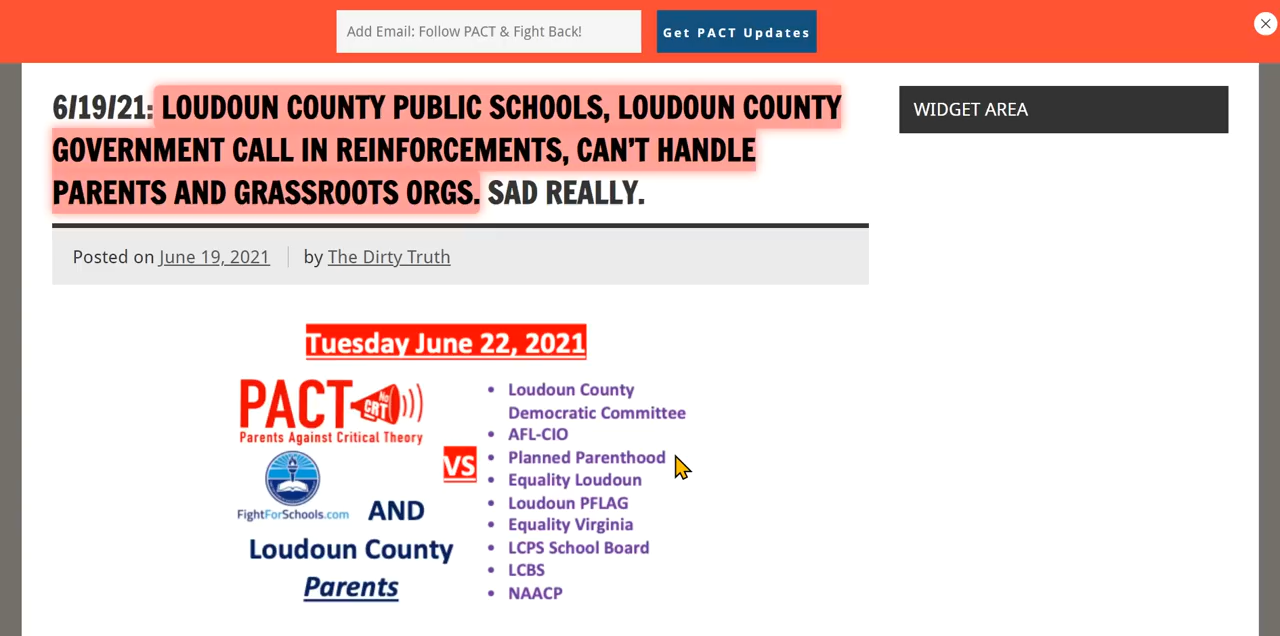 Add Email: Follow PACT & Fight Back!
Get PACT Updates
6/19/21: LOUDOUN COUNTY PUBLIC SCHOOLS, LOUDOUN COUNTY
GOVERNMENT CALL IN REINFORCEMENTS, CAN’T HANDLE
PARENTS AND GRASSROOTS ORGS. SAD REALLY.
WIDGET AREA
Posted on June 19, 2021 by The Dirty Truth
Tuesday June 22, 2021
PACT
No
CRT
Parents Against Critical Theory
FightForSchools.com
AND
Loudoun County
Parents
VS
• Loudoun County
Democratic Committee
• AFL-CIO
• Planned Parenthood
• Equality Loudoun
• Loudoun PFLAG
• Equality Virginia
• LCPS School Board
• LCBS
• NAACP